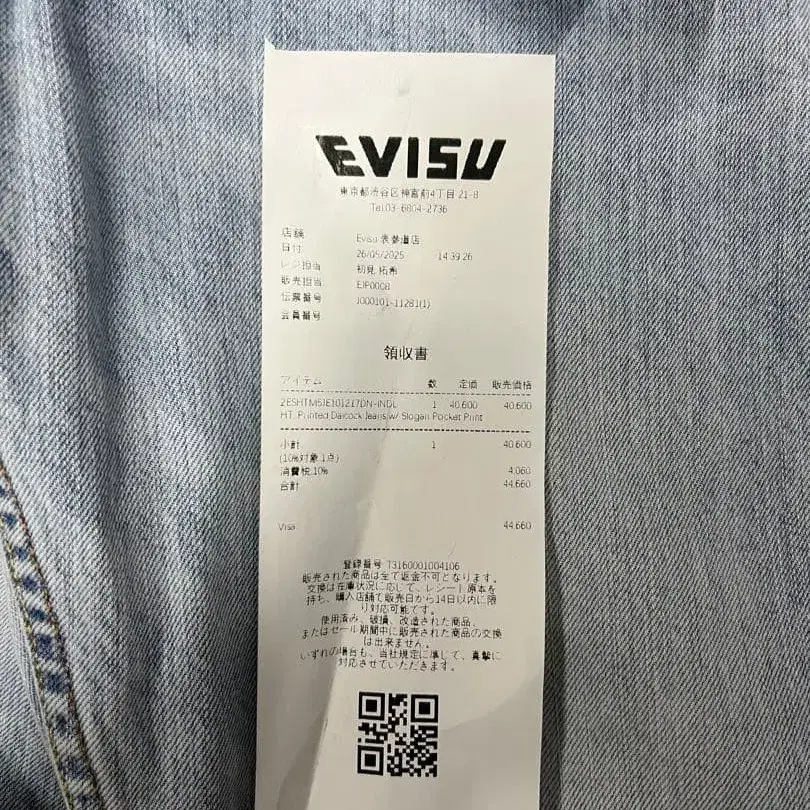 EVISU
東京都渋谷区神宮前4丁目 21-8
Tel.03-6804-2736
店舗 Evisu 表参道店
日付 26/05/2025 14:39:26
レジ担当 初見 拓希
販売担当 EJP0008
伝票番号 J000101-11281(1)
会員番号
領収書
アイテム 数 定価 販売価格
1 40,600 40,600
HT. Printed Daicock Jeans w/ Slogan Pocket Print
小計 1 40,600
(10%対象 1点)
消費税 10% 4,060
合計 44,660
Visa 44,660
登録番号 T3160001004106
販売された商品は全て返金不可となります。
交換は在庫状況に応じて、レシート原本を
持ち、購入店舗で販売日から14日以内に限
り対応可能です。
使用済み、破損、改造された商品、
またはセール期間中に販売された商品の交換
は出来ません。
いずれの場合も、当社規定に準じて、真摯に
対応させていただきます。